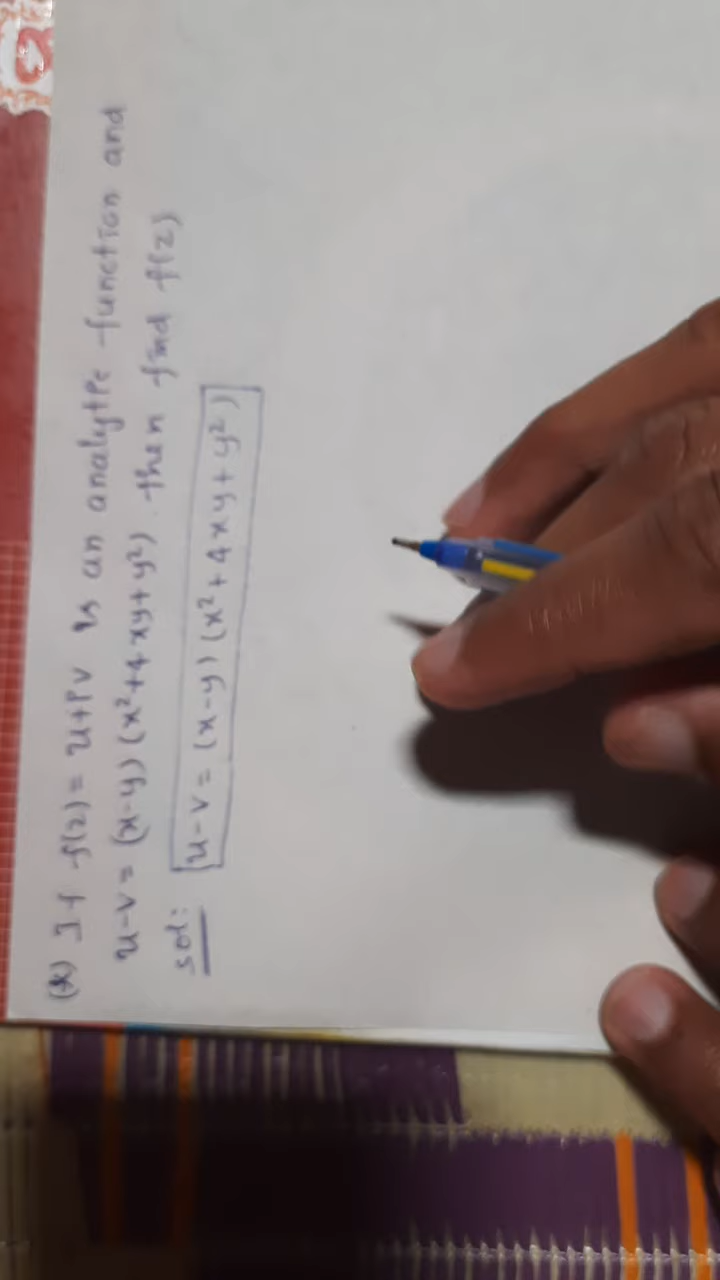 (*) If f(z) = u+iv is an analytic function and
u-v = (x-y) (x²+4xy+y²). then find f(z)
sol: u-v = (x-y) (x²+4xy+y²)